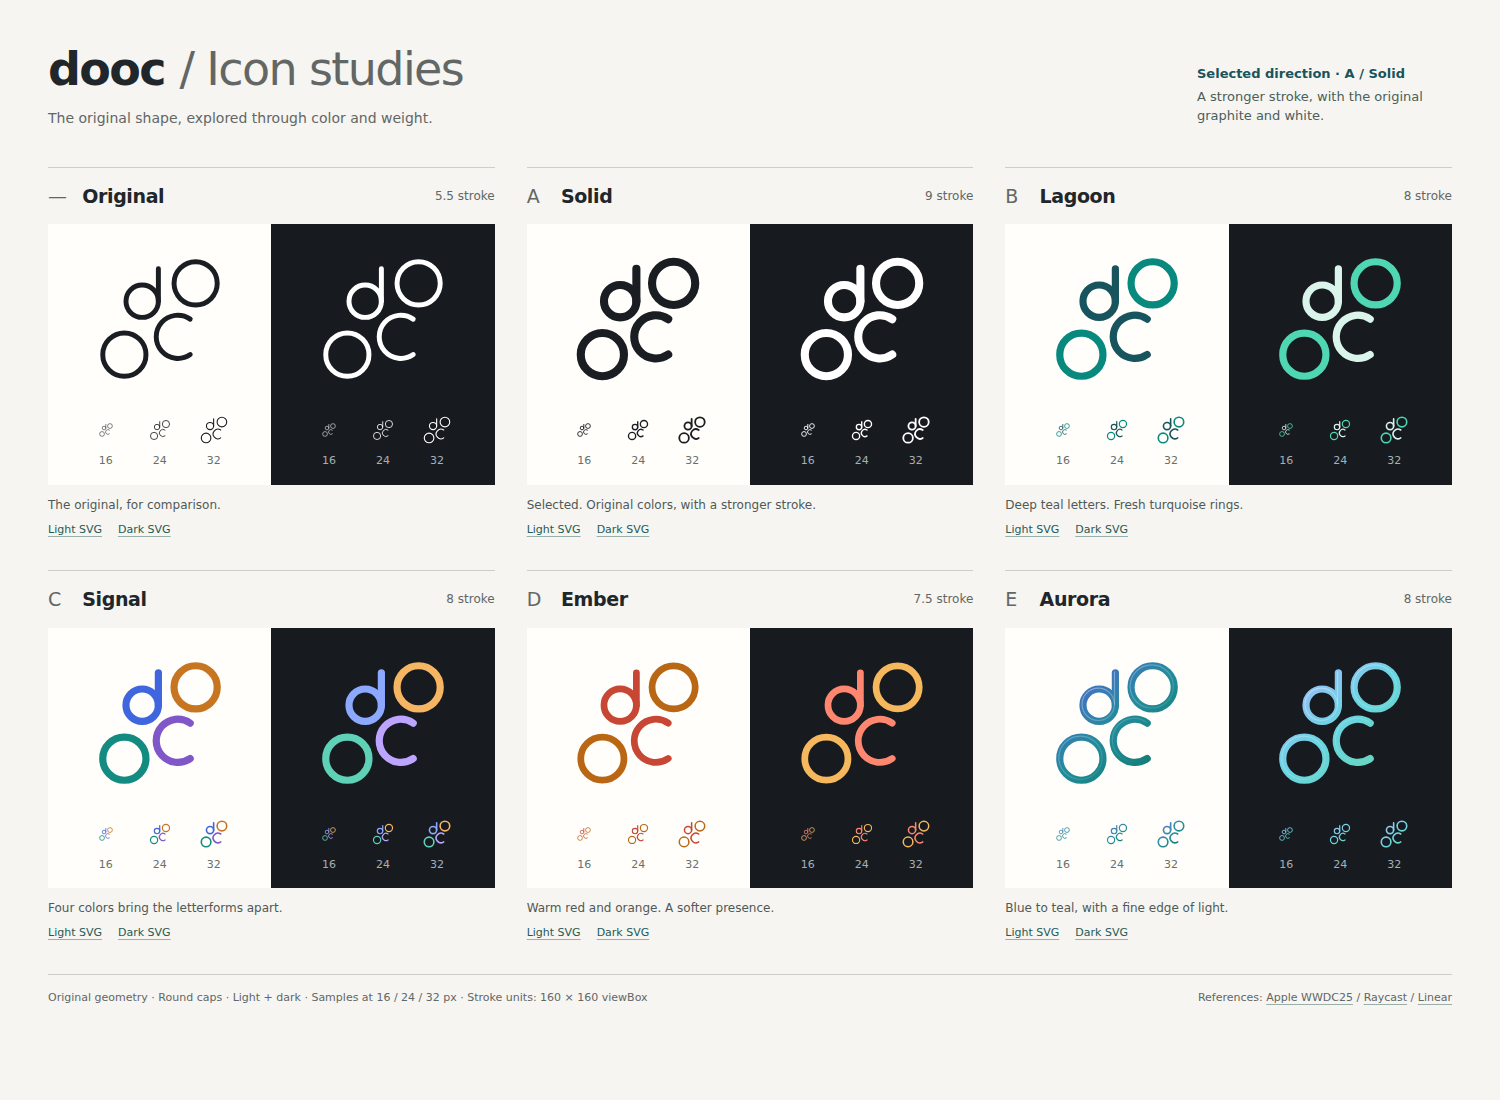 dooc / Icon studies
The original shape, explored through color and weight.
Selected direction · A / Solid
A stronger stroke, with the original
graphite and white.
— Original 5.5 stroke
doco doco
16 24 32 16 24 32
The original, for comparison.
Light SVG Dark SVG
A Solid 9 stroke
16 24 32 16 24 32
Selected. Original colors, with a stronger stroke.
Light SVG Dark SVG
B Lagoon 8 stroke
16 24 32 16 24 32
Deep teal letters. Fresh turquoise rings.
Light SVG Dark SVG
C Signal 8 stroke
16 24 32 16 24 32
Four colors bring the letterforms apart.
Light SVG Dark SVG
D Ember 7.5 stroke
16 24 32 16 24 32
Warm red and orange. A softer presence.
Light SVG Dark SVG
E Aurora 8 stroke
16 24 32 16 24 32
Blue to teal, with a fine edge of light.
Light SVG Dark SVG
Original geometry · Round caps · Light + dark · Samples at 16 / 24 / 32 px · Stroke units: 160 × 160 viewBox
References: Apple WWDC25 / Raycast / Linear